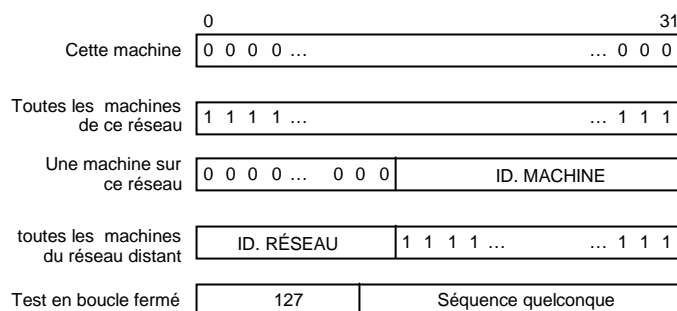 0 31
Cette machine 0 0 0 0 … … 0 0 0
Toutes les machines
de ce réseau 1 1 1 1 … … 1 1 1
Une machine sur
ce réseau 0 0 0 0 … 0 0 0 ID. MACHINE
toutes les machines
du réseau distant ID. RÉSEAU 1 1 1 1 … … 1 1 1
Test en boucle fermé 127 Séquence quelconque